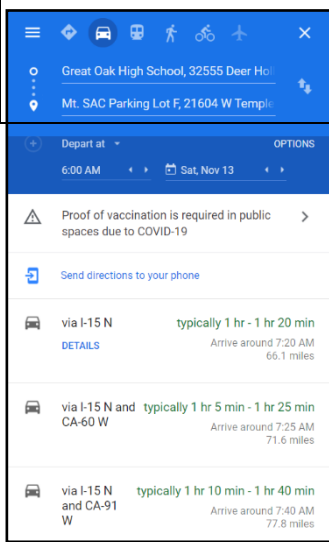 Great Oak High School, 32555 Deer Hol
Mt. SAC Parking Lot F, 21604 W Temple
Depart at
OPTIONS
6:00 AM
Sat, Nov 13
Proof of vaccination is required in public
spaces due to COVID-19
Send directions to your phone
via I-15 N typically 1 hr - 1 hr 20 min
DETAILS Arrive around 7:20 AM
66.1 miles
via I-15 N and typically 1 hr 5 min - 1 hr 25 min
CA-60 W Arrive around 7:25 AM
71.6 miles
via I-15 N typically 1 hr 10 min - 1 hr 40 min
and CA-91 Arrive around 7:40 AM
W 77.8 miles